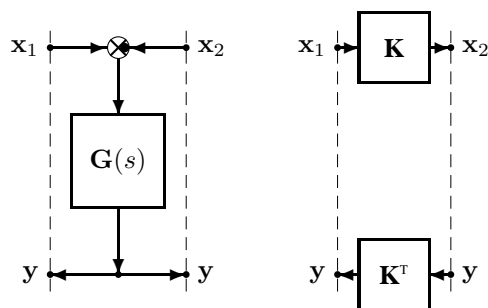 x₁ x₂ x₁ K x₂
G(s)
y y y Kᵀ y